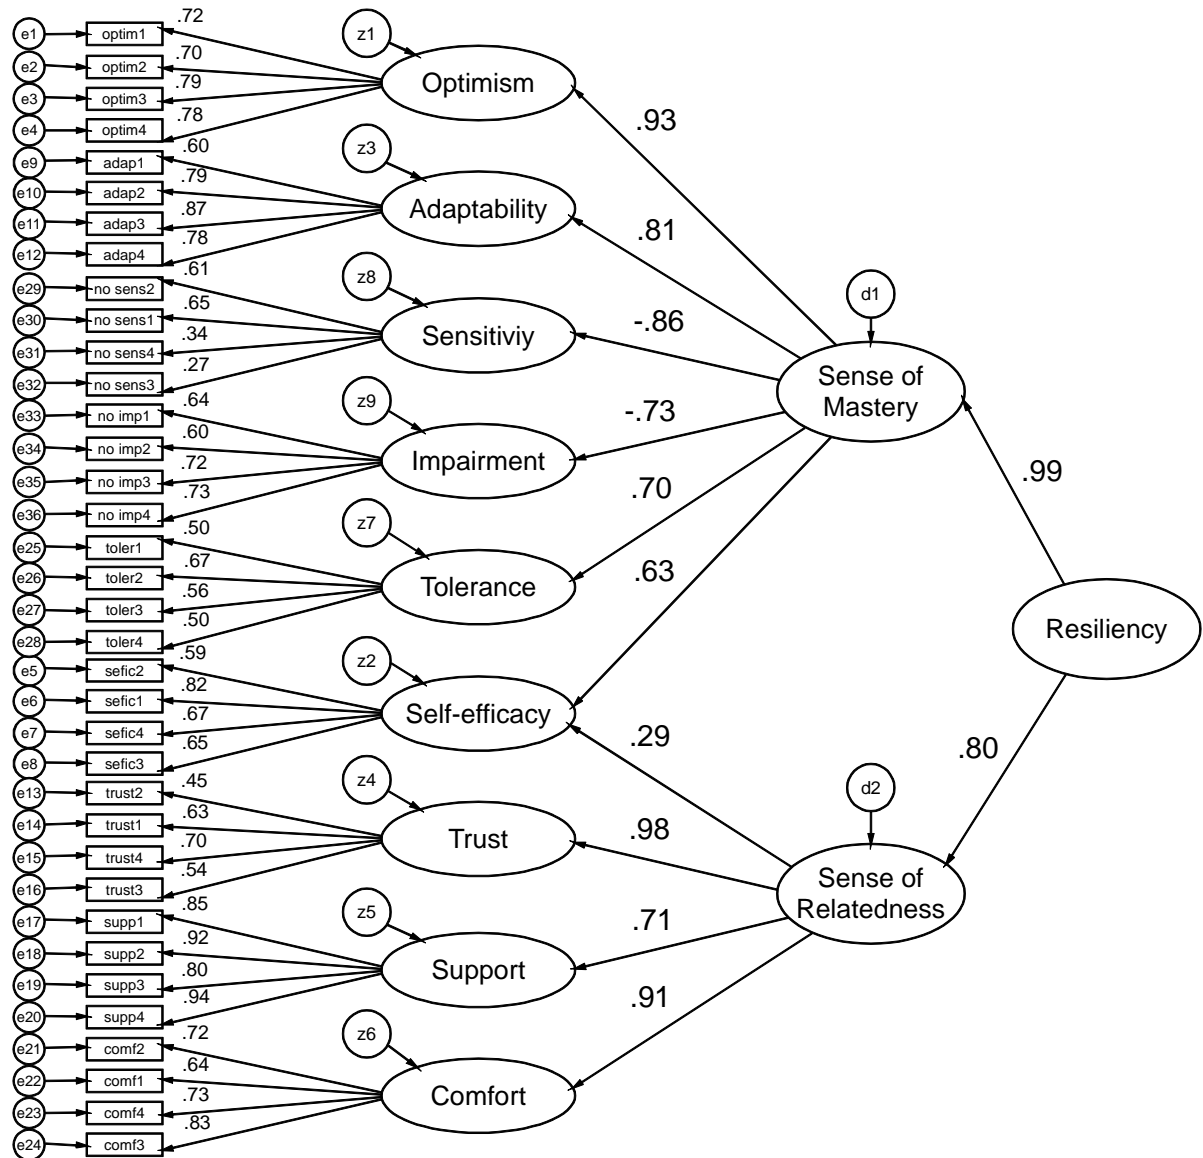 e1 optim1 .72
e2 optim2 .70
e3 optim3 .79
e4 optim4 .78
z1
Optimism
e9 adap1 .60
e10 adap2 .79
e11 adap3 .87
e12 adap4 .78
z3
Adaptability
e29 no sens2 .61
e30 no sens1 .65
e31 no sens4 .34
e32 no sens3 .27
z8
Sensitiviy
e33 no imp1 .64
e34 no imp2 .60
e35 no imp3 .72
e36 no imp4 .73
z9
Impairment
e25 toler1 .50
e26 toler2 .67
e27 toler3 .56
e28 toler4 .50
z7
Tolerance
e5 sefic2 .59
e6 sefic1 .82
e7 sefic4 .67
e8 sefic3 .65
z2
Self-efficacy
e13 trust2 .45
e14 trust1 .63
e15 trust4 .70
e16 trust3 .54
z4
Trust
e17 supp1 .85
e18 supp2 .92
e19 supp3 .80
e20 supp4 .94
z5
Support
e21 comf2 .72
e22 comf1 .64
e23 comf4 .73
e24 comf3 .83
z6
Comfort
.93
.81
-.86
-.73
.70
.63
.29
.98
.71
.91
d1
Sense of
Mastery
d2
Sense of
Relatedness
.99
.80
Resiliency